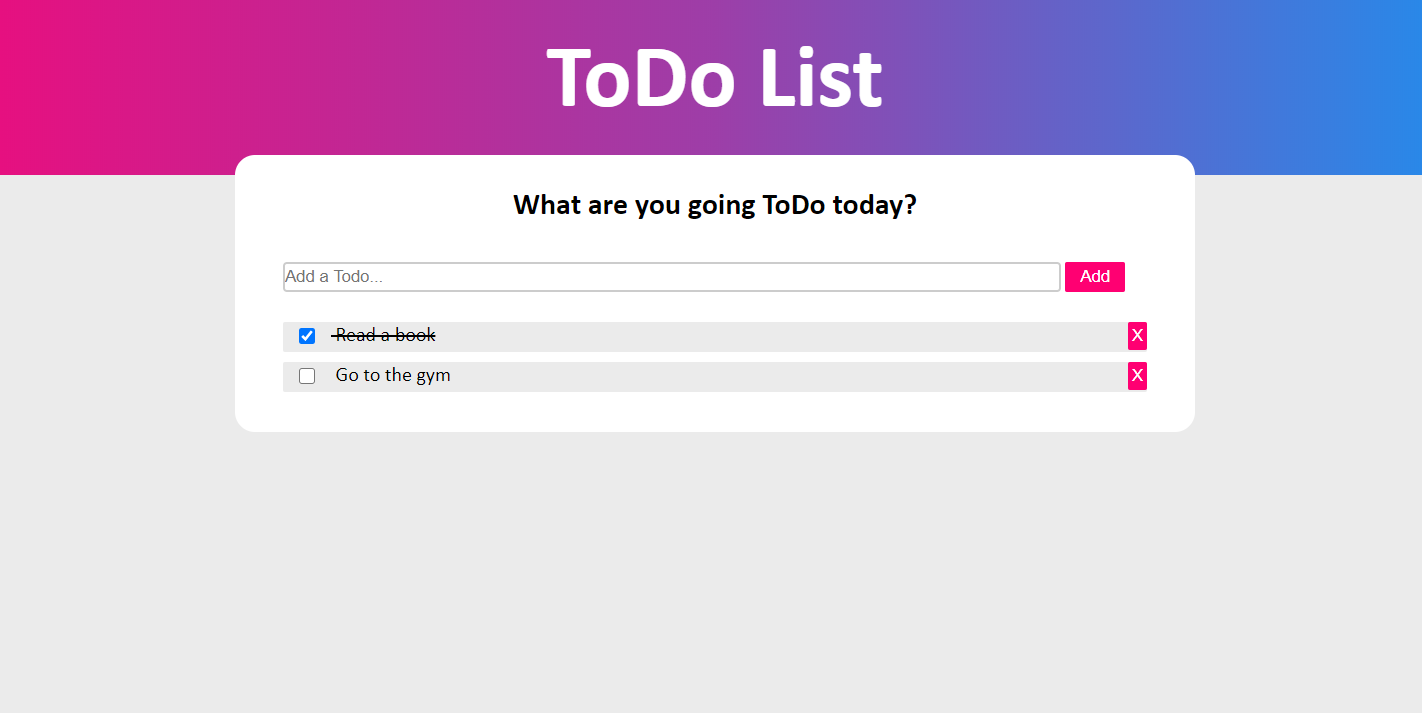 ToDo List
What are you going ToDo today?
Add a Todo... Add
Read a book X
Go to the gym X